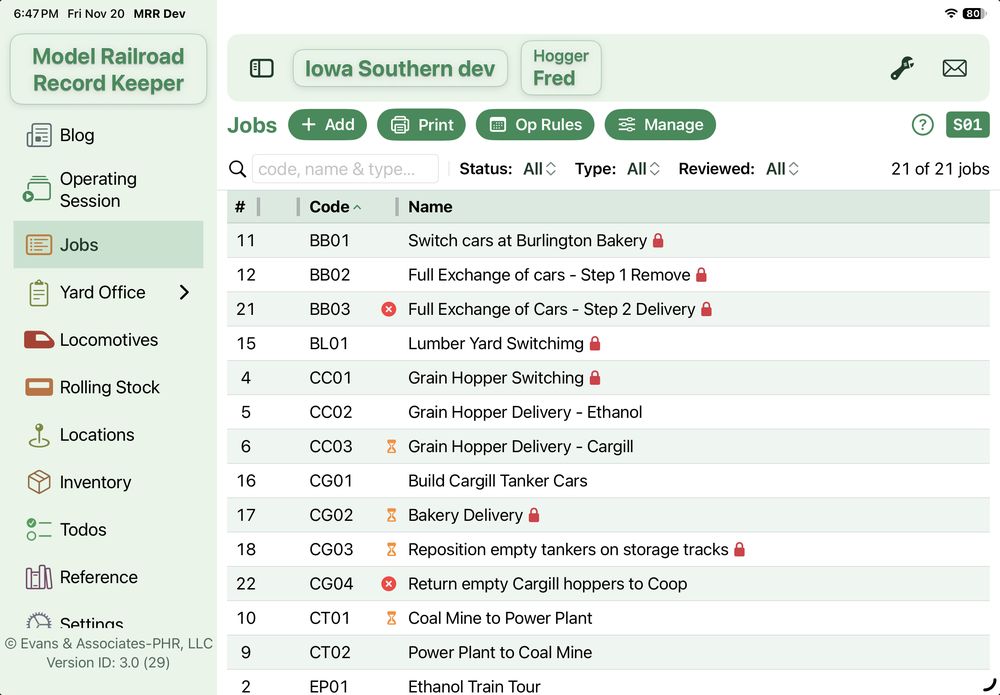 6:47 PM Fri Nov 20 MRR Dev
80
Model Railroad
Record Keeper
Blog
Operating
Session
Jobs
Yard Office
Locomotives
Rolling Stock
Locations
Inventory
Todos
Reference
Settings
© Evans & Associates-PHR, LLC
Version ID: 3.0 (29)
Iowa Southern dev
Hogger
Fred
Jobs
+ Add
Print
Op Rules
Manage
?
S01
code, name & type...
Status: All
Type: All
Reviewed: All
21 of 21 jobs
# Code Name
11 BB01 Switch cars at Burlington Bakery
12 BB02 Full Exchange of cars - Step 1 Remove
21 BB03 Full Exchange of Cars - Step 2 Delivery
15 BL01 Lumber Yard Switchimg
4 CC01 Grain Hopper Switching
5 CC02 Grain Hopper Delivery - Ethanol
6 CC03 Grain Hopper Delivery - Cargill
16 CG01 Build Cargill Tanker Cars
17 CG02 Bakery Delivery
18 CG03 Reposition empty tankers on storage tracks
22 CG04 Return empty Cargill hoppers to Coop
10 CT01 Coal Mine to Power Plant
9 CT02 Power Plant to Coal Mine
2 EP01 Ethanol Train Tour